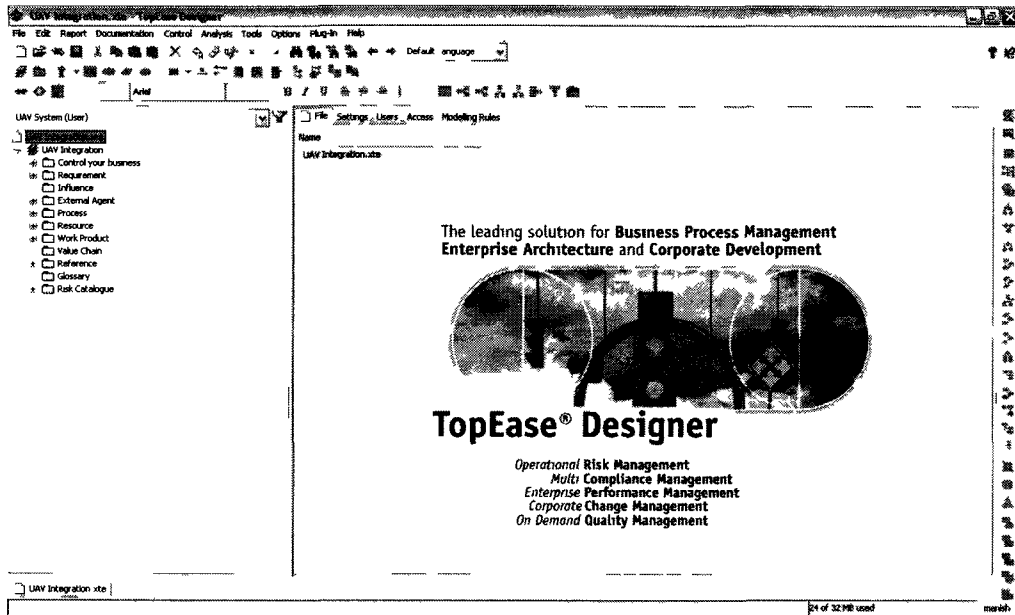 UAV Integration.xte - TopEase Designer
File Edit Report Documentation Control Analysis Tools Options Plug-In Help
Default anguage
Arial
B I U
UAV System (User)
UAV Integration
Control your business
Requirement
Influence
External Agent
Process
Resource
Work Product
Value Chain
Reference
Glossary
Risk Catalogue
File Settings Users Access Modeling Rules
Name
UAV Integration.xte
The leading solution for Business Process Management
Enterprise Architecture and Corporate Development
TopEase® Designer
Operational Risk Management
Multi Compliance Management
Enterprise Performance Management
Corporate Change Management
On Demand Quality Management
UAV Integration xte
24 of 32 MB used
manish